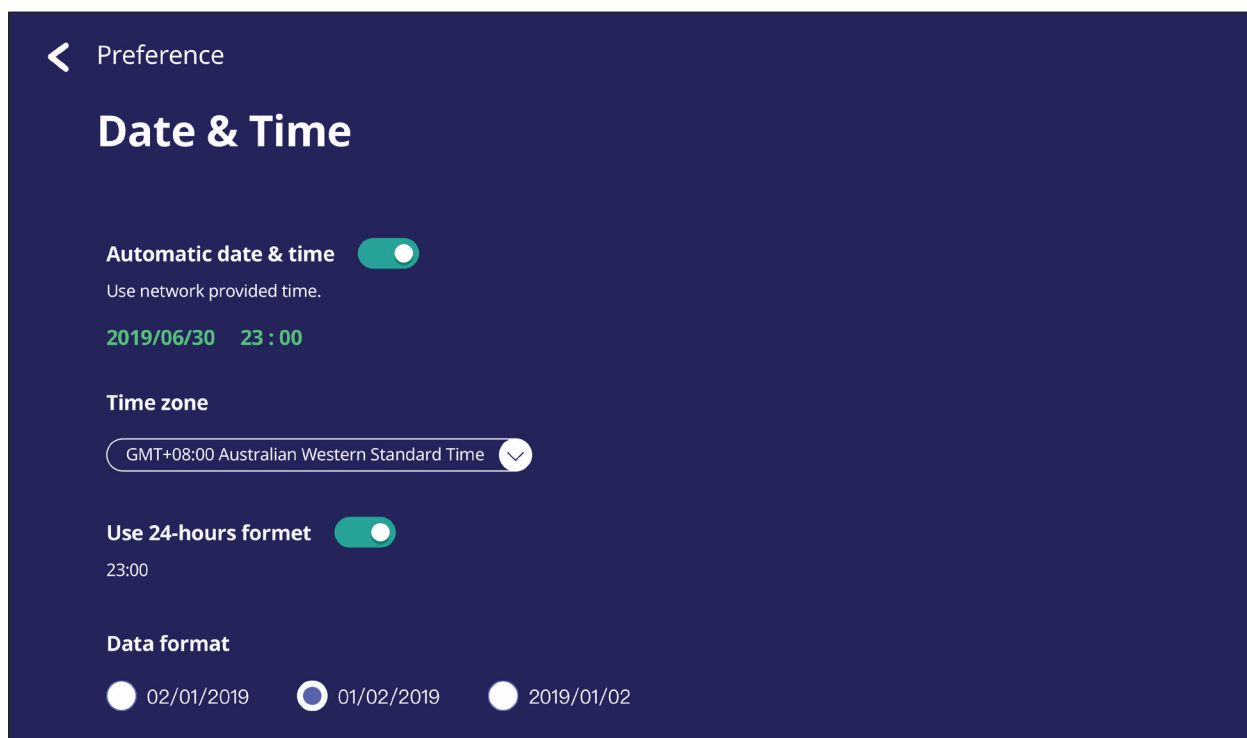 Preference
Date & Time
Automatic date & time
Use network provided time.
2019/06/30 23 : 00
Time zone
GMT+08:00 Australian Western Standard Time
Use 24-hours formet
23:00
Data format
02/01/2019 01/02/2019 2019/01/02